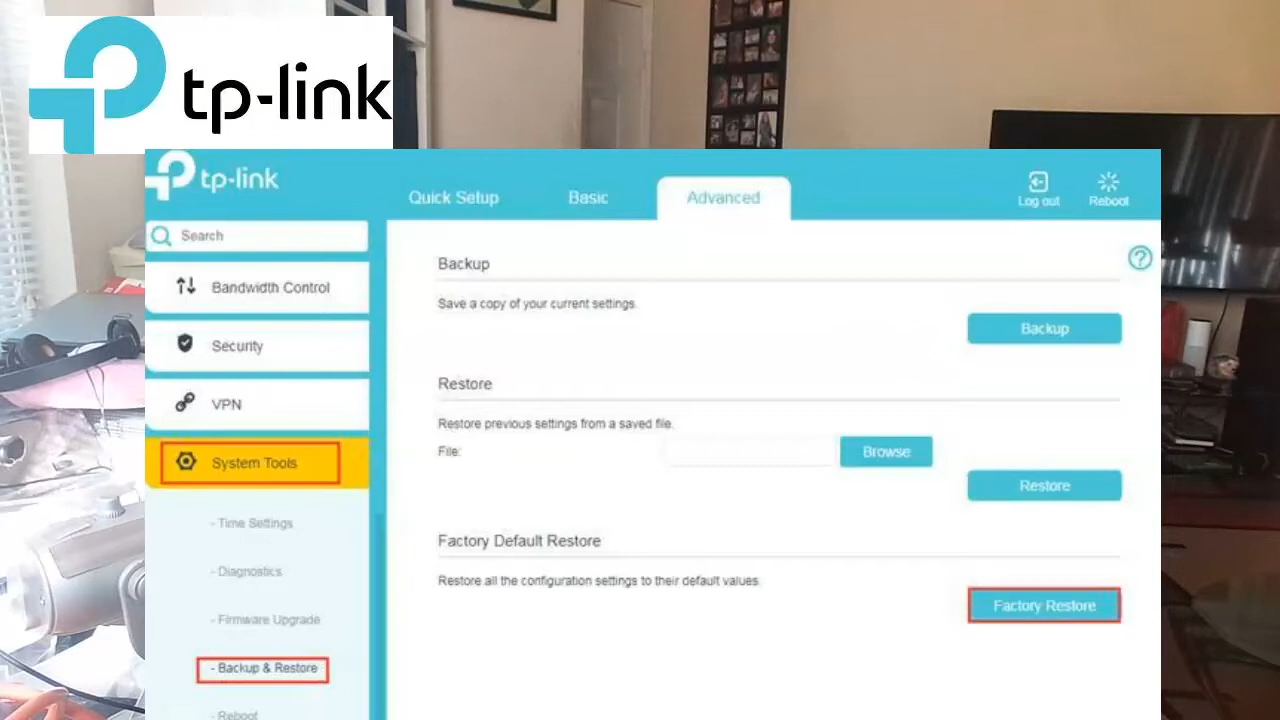 tp-link
tp-link
Quick Setup
Basic
Advanced
Log out
Reboot
Search
Bandwidth Control
Security
VPN
System Tools
- Time Settings
- Diagnostics
- Firmware Upgrade
- Backup & Restore
- Reboot
Backup
Save a copy of your current settings.
Backup
Restore
Restore previous settings from a saved file.
File:
Browse
Restore
Factory Default Restore
Restore all the configuration settings to their default values.
Factory Restore